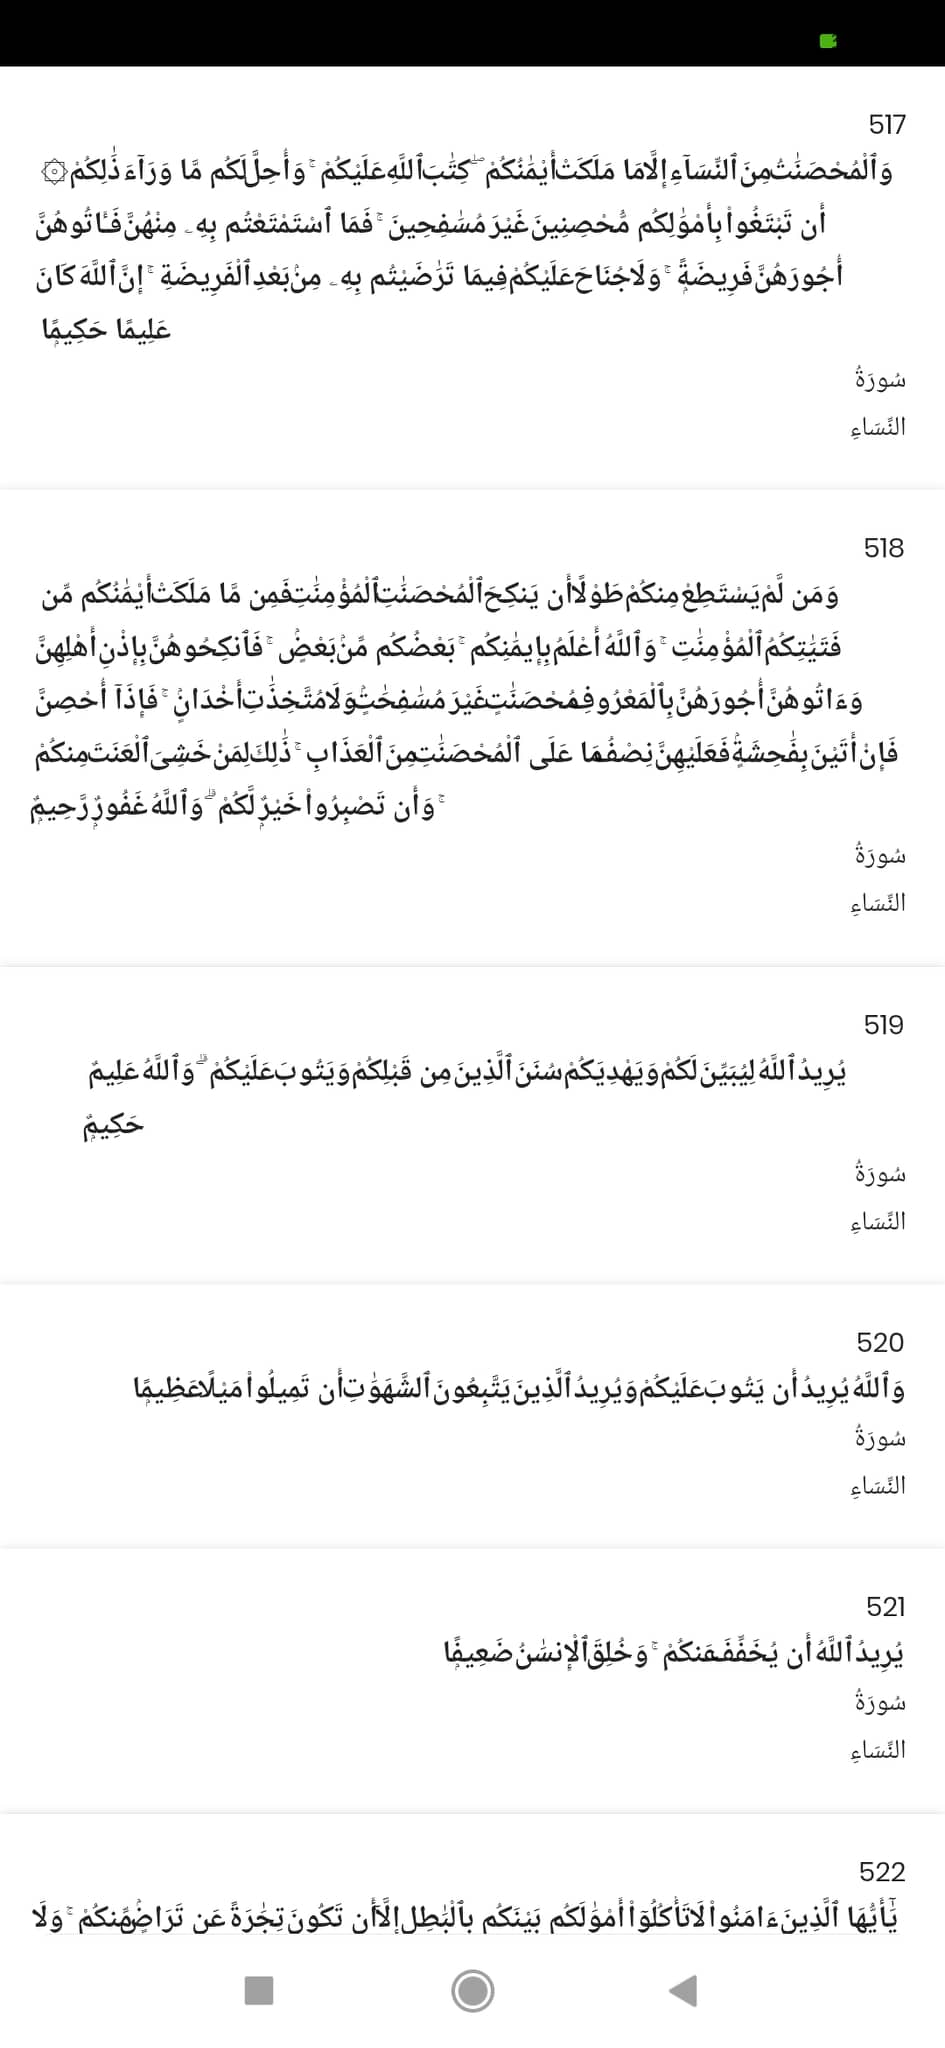 517
وَٱلْمُحْصَنَٰتُ مِنَ ٱلنِّسَآءِ إِلَّا مَا مَلَكَتْ أَيْمَٰنُكُمْ ۖ كِتَٰبَ ٱللَّهِ عَلَيْكُمْ ۚ وَأُحِلَّ لَكُم مَّا وَرَآءَ ذَٰلِكُمْ ۞
أَن تَبْتَغُوا۟ بِأَمْوَٰلِكُم مُّحْصِنِينَ غَيْرَ مُسَٰفِحِينَ ۚ فَمَا ٱسْتَمْتَعْتُم بِهِۦ مِنْهُنَّ فَـَٔاتُوهُنَّ
أُجُورَهُنَّ فَرِيضَةًۭ ۚ وَلَا جُنَاحَ عَلَيْكُمْ فِيمَا تَرَٰضَيْتُم بِهِۦ مِنۢ بَعْدِ ٱلْفَرِيضَةِ ۚ إِنَّ ٱللَّهَ كَانَ
عَلِيمًا حَكِيمًۭا
سُورَةُ
النِّسَاءِ
518
وَمَن لَّمْ يَسْتَطِعْ مِنكُمْ طَوْلًا أَن يَنكِحَ ٱلْمُحْصَنَٰتِ ٱلْمُؤْمِنَٰتِ فَمِن مَّا مَلَكَتْ أَيْمَٰنُكُم مِّن
فَتَيَٰتِكُمُ ٱلْمُؤْمِنَٰتِ ۚ وَٱللَّهُ أَعْلَمُ بِإِيمَٰنِكُم ۚ بَعْضُكُم مِّنۢ بَعْضٍۢ ۚ فَٱنكِحُوهُنَّ بِإِذْنِ أَهْلِهِنَّ
وَءَاتُوهُنَّ أُجُورَهُنَّ بِٱلْمَعْرُوفِ مُحْصَنَٰتٍ غَيْرَ مُسَٰفِحَٰتٍۢ وَلَا مُتَّخِذَٰتِ أَخْدَانٍۢ ۚ فَإِذَآ أُحْصِنَّ
فَإِنْ أَتَيْنَ بِفَٰحِشَةٍۢ فَعَلَيْهِنَّ نِصْفُ مَا عَلَى ٱلْمُحْصَنَٰتِ مِنَ ٱلْعَذَابِ ۚ ذَٰلِكَ لِمَنْ خَشِىَ ٱلْعَنَتَ مِنكُمْ
ۚ وَأَن تَصْبِرُوا۟ خَيْرٌۭ لَّكُمْ ۗ وَٱللَّهُ غَفُورٌۭ رَّحِيمٌۭ
سُورَةُ
النِّسَاءِ
519
يُرِيدُ ٱللَّهُ لِيُبَيِّنَ لَكُمْ وَيَهْدِيَكُمْ سُنَنَ ٱلَّذِينَ مِن قَبْلِكُمْ وَيَتُوبَ عَلَيْكُمْ ۗ وَٱللَّهُ عَلِيمٌ
حَكِيمٌۭ
سُورَةُ
النِّسَاءِ
520
وَٱللَّهُ يُرِيدُ أَن يَتُوبَ عَلَيْكُمْ وَيُرِيدُ ٱلَّذِينَ يَتَّبِعُونَ ٱلشَّهَوَٰتِ أَن تَمِيلُوا۟ مَيْلًا عَظِيمًۭا
سُورَةُ
النِّسَاءِ
521
يُرِيدُ ٱللَّهُ أَن يُخَفِّفَ عَنكُمْ ۚ وَخُلِقَ ٱلْإِنسَٰنُ ضَعِيفًۭا
سُورَةُ
النِّسَاءِ
522
يَٰٓأَيُّهَا ٱلَّذِينَ ءَامَنُوا۟ لَا تَأْكُلُوٓا۟ أَمْوَٰلَكُم بَيْنَكُم بِٱلْبَٰطِلِ إِلَّآ أَن تَكُونَ تِجَٰرَةً عَن تَرَاضٍۢ مِّنكُمْ ۚ وَلَا